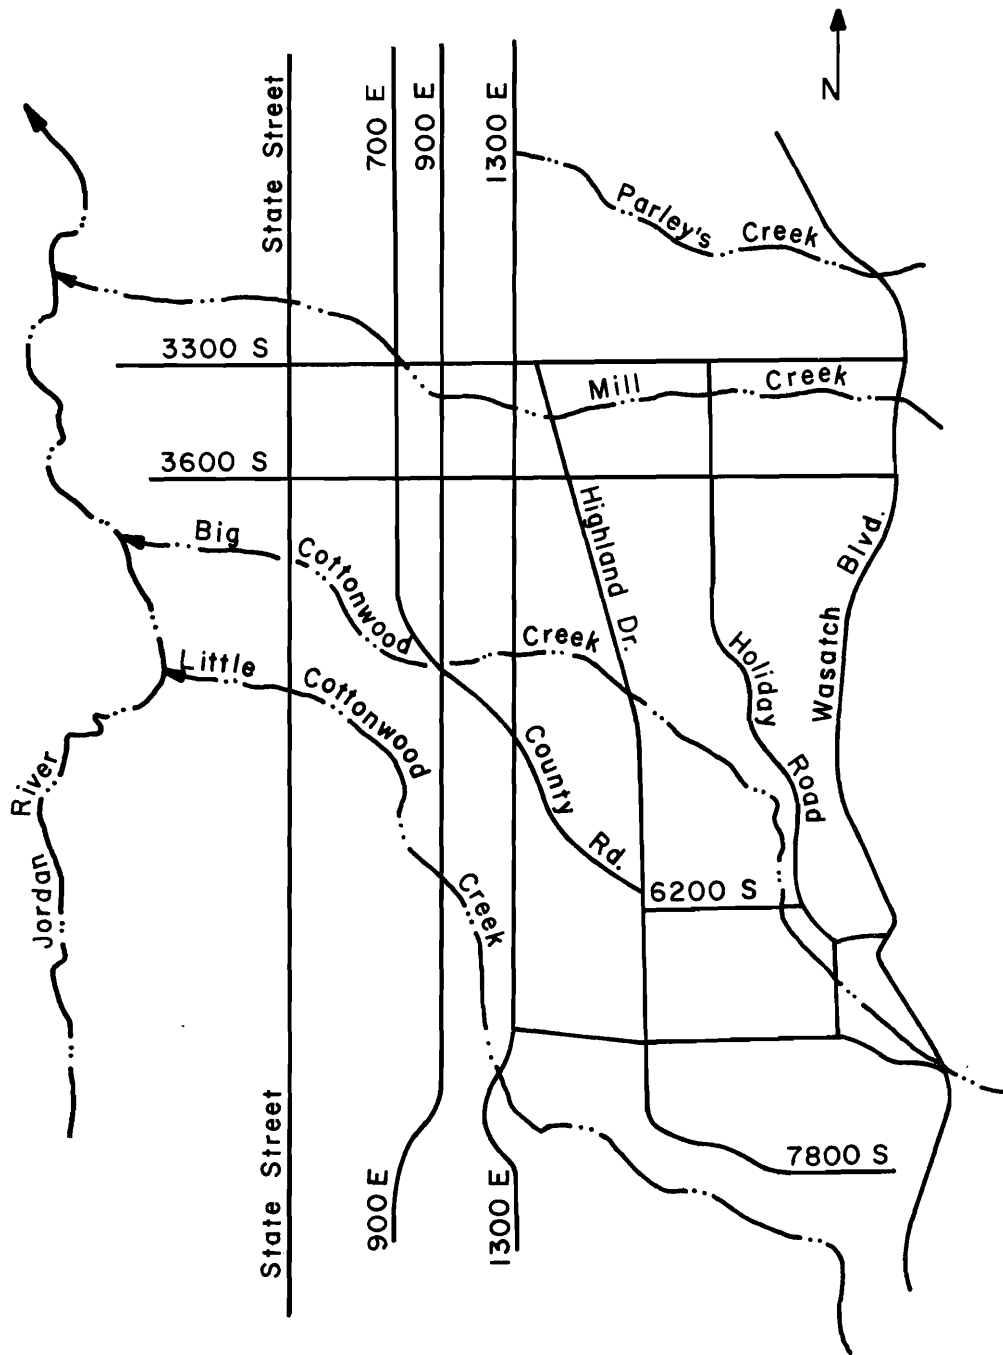 N
State Street
700 E
900 E
1300 E
Parley's Creek
3300 S
Mill Creek
3600 S
Big Cottonwood Creek
Highland Dr.
Wasatch Blvd.
Little Cottonwood Creek
Holiday Road
County Rd.
Jordan River
6200 S
7800 S
State Street
900 E
1300 E